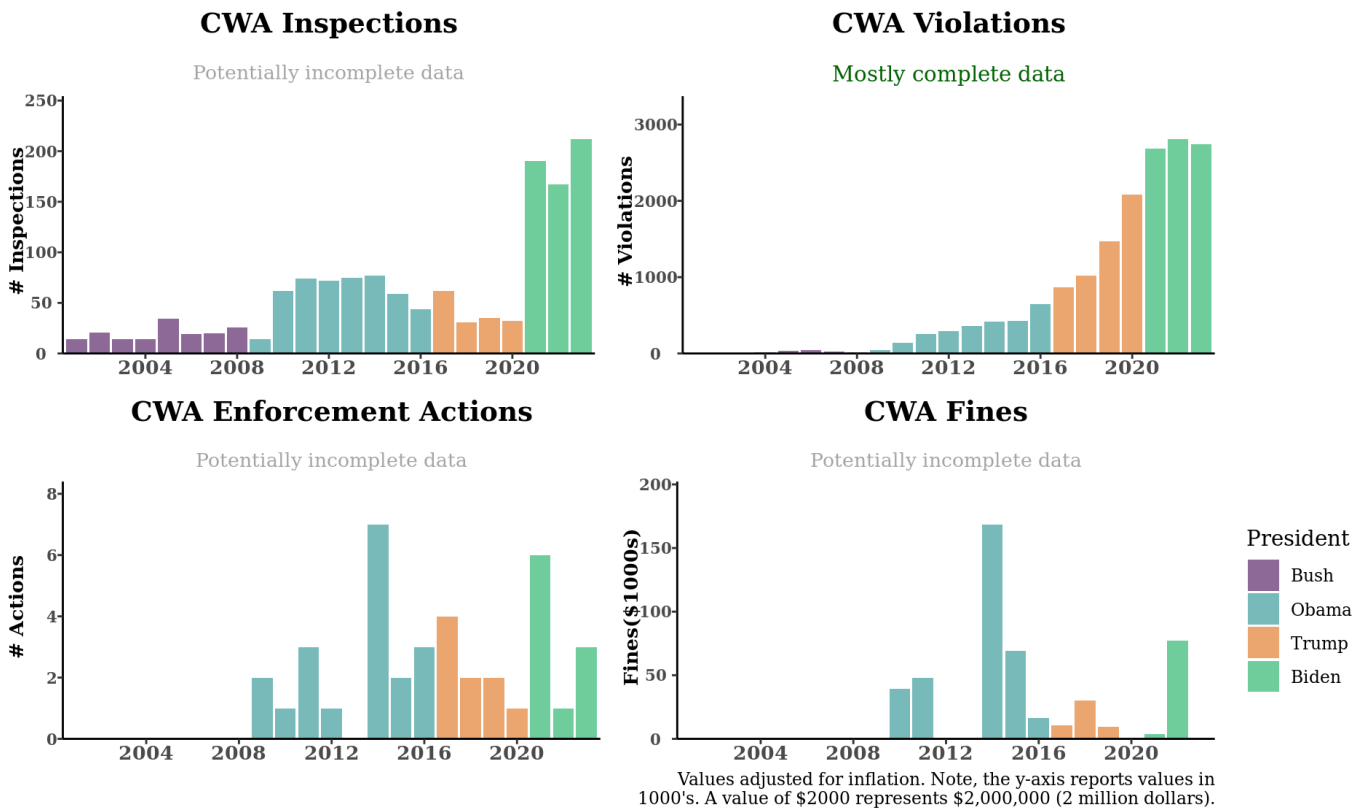 CWA Inspections
Potentially incomplete data
# Inspections
250
200
150
100
50
0
2004
2008
2012
2016
2020
CWA Violations
Mostly complete data
# Violations
3000
2000
1000
0
2004
2008
2012
2016
2020
CWA Enforcement Actions
Potentially incomplete data
# Actions
8
6
4
2
0
2004
2008
2012
2016
2020
CWA Fines
Potentially incomplete data
Fines($1000s)
200
150
100
50
0
2004
2008
2012
2016
2020
President
Bush
Obama
Trump
Biden
Values adjusted for inflation. Note, the y-axis reports values in
1000's. A value of $2000 represents $2,000,000 (2 million dollars).